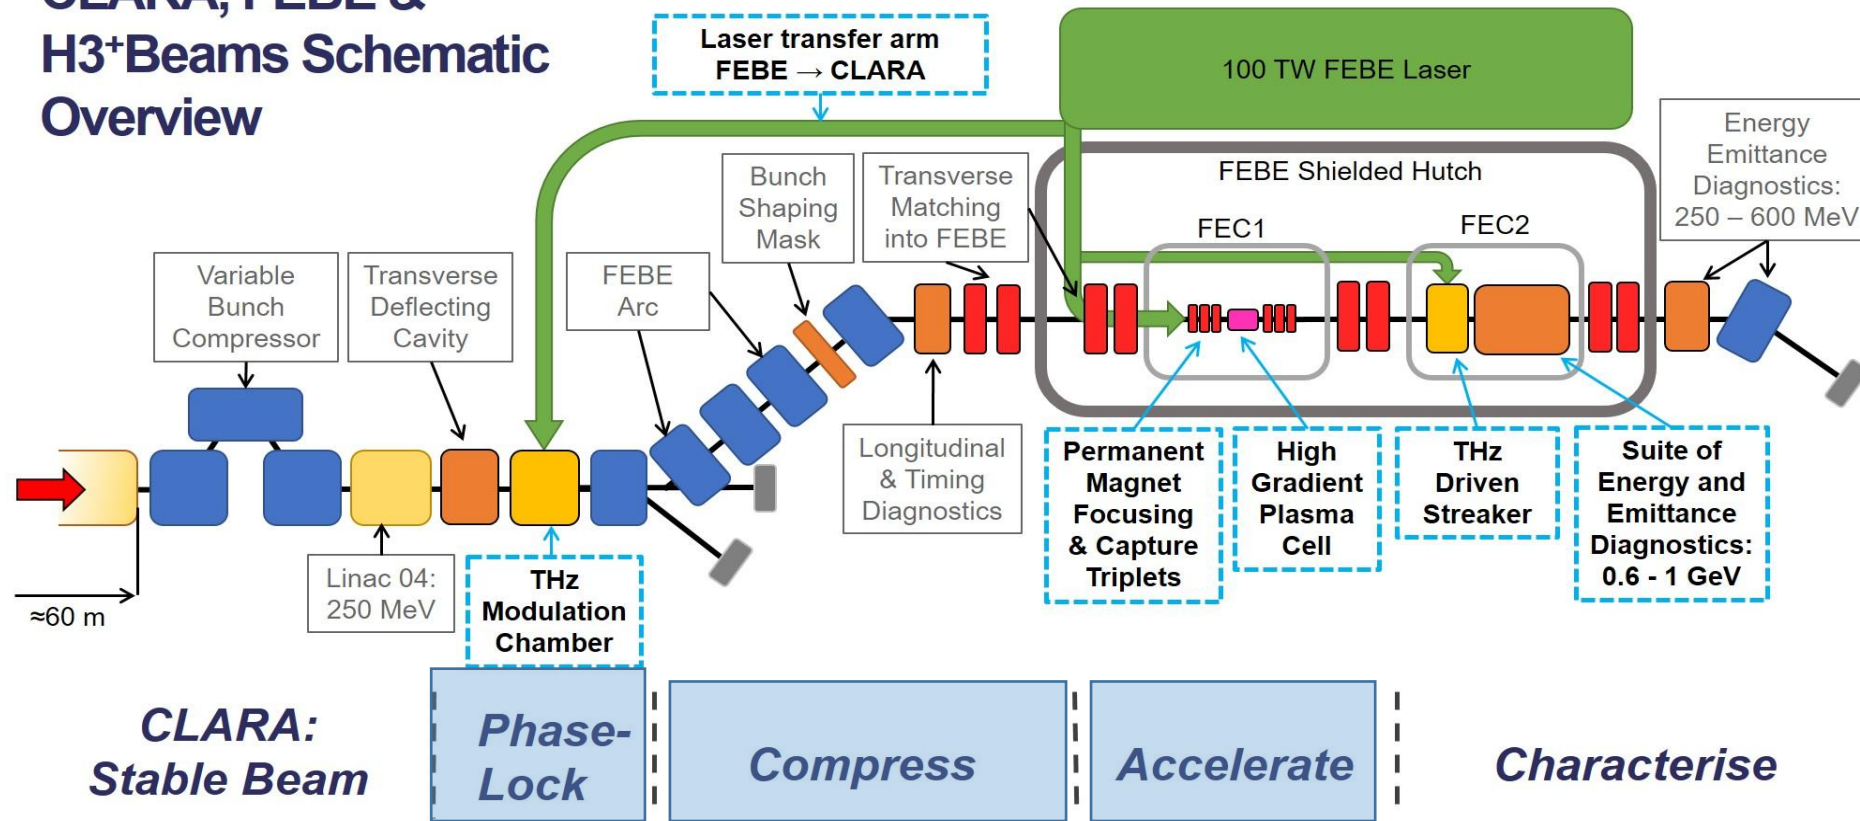 CLARA, FEBE &
H3⁺Beams Schematic
Overview
Laser transfer arm
FEBE → CLARA
100 TW FEBE Laser
Energy
Emittance
Diagnostics:
250 – 600 MeV
Bunch
Shaping
Mask
Transverse
Matching
into FEBE
FEBE Shielded Hutch
FEC1
FEC2
Variable
Bunch
Compressor
Transverse
Deflecting
Cavity
FEBE
Arc
Longitudinal
& Timing
Diagnostics
Permanent
Magnet
Focusing
& Capture
Triplets
High
Gradient
Plasma
Cell
THz
Driven
Streaker
Suite of
Energy and
Emittance
Diagnostics:
0.6 - 1 GeV
≈60 m
Linac 04:
250 MeV
THz
Modulation
Chamber
CLARA:
Stable Beam
Phase-
Lock
Compress
Accelerate
Characterise